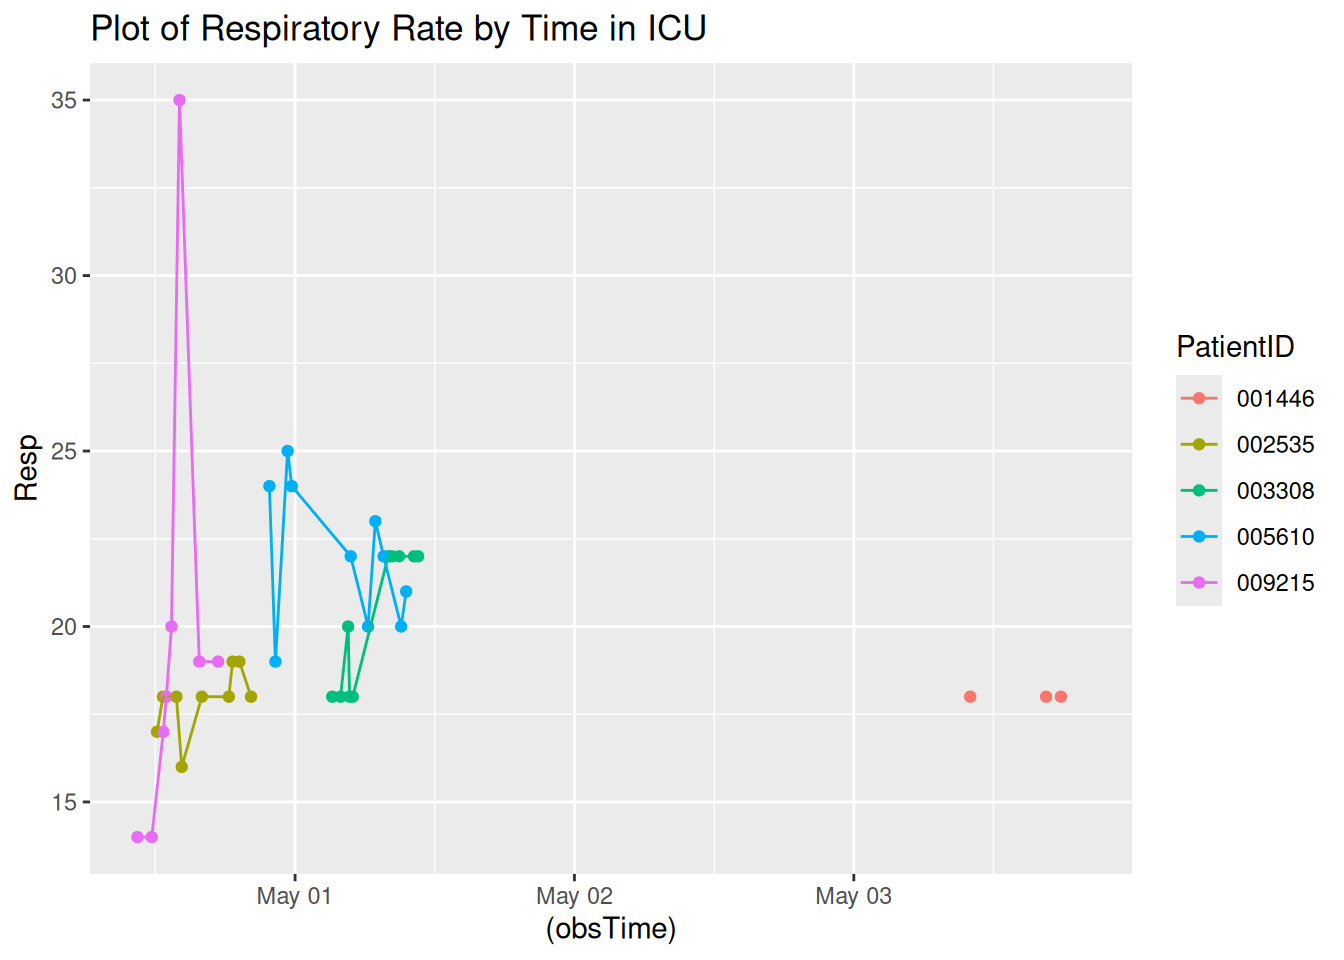 Plot of Respiratory Rate by Time in ICU
Resp
35
30
25
20
15
May 01
May 02
May 03
(obsTime)
PatientID
001446
002535
003308
005610
009215